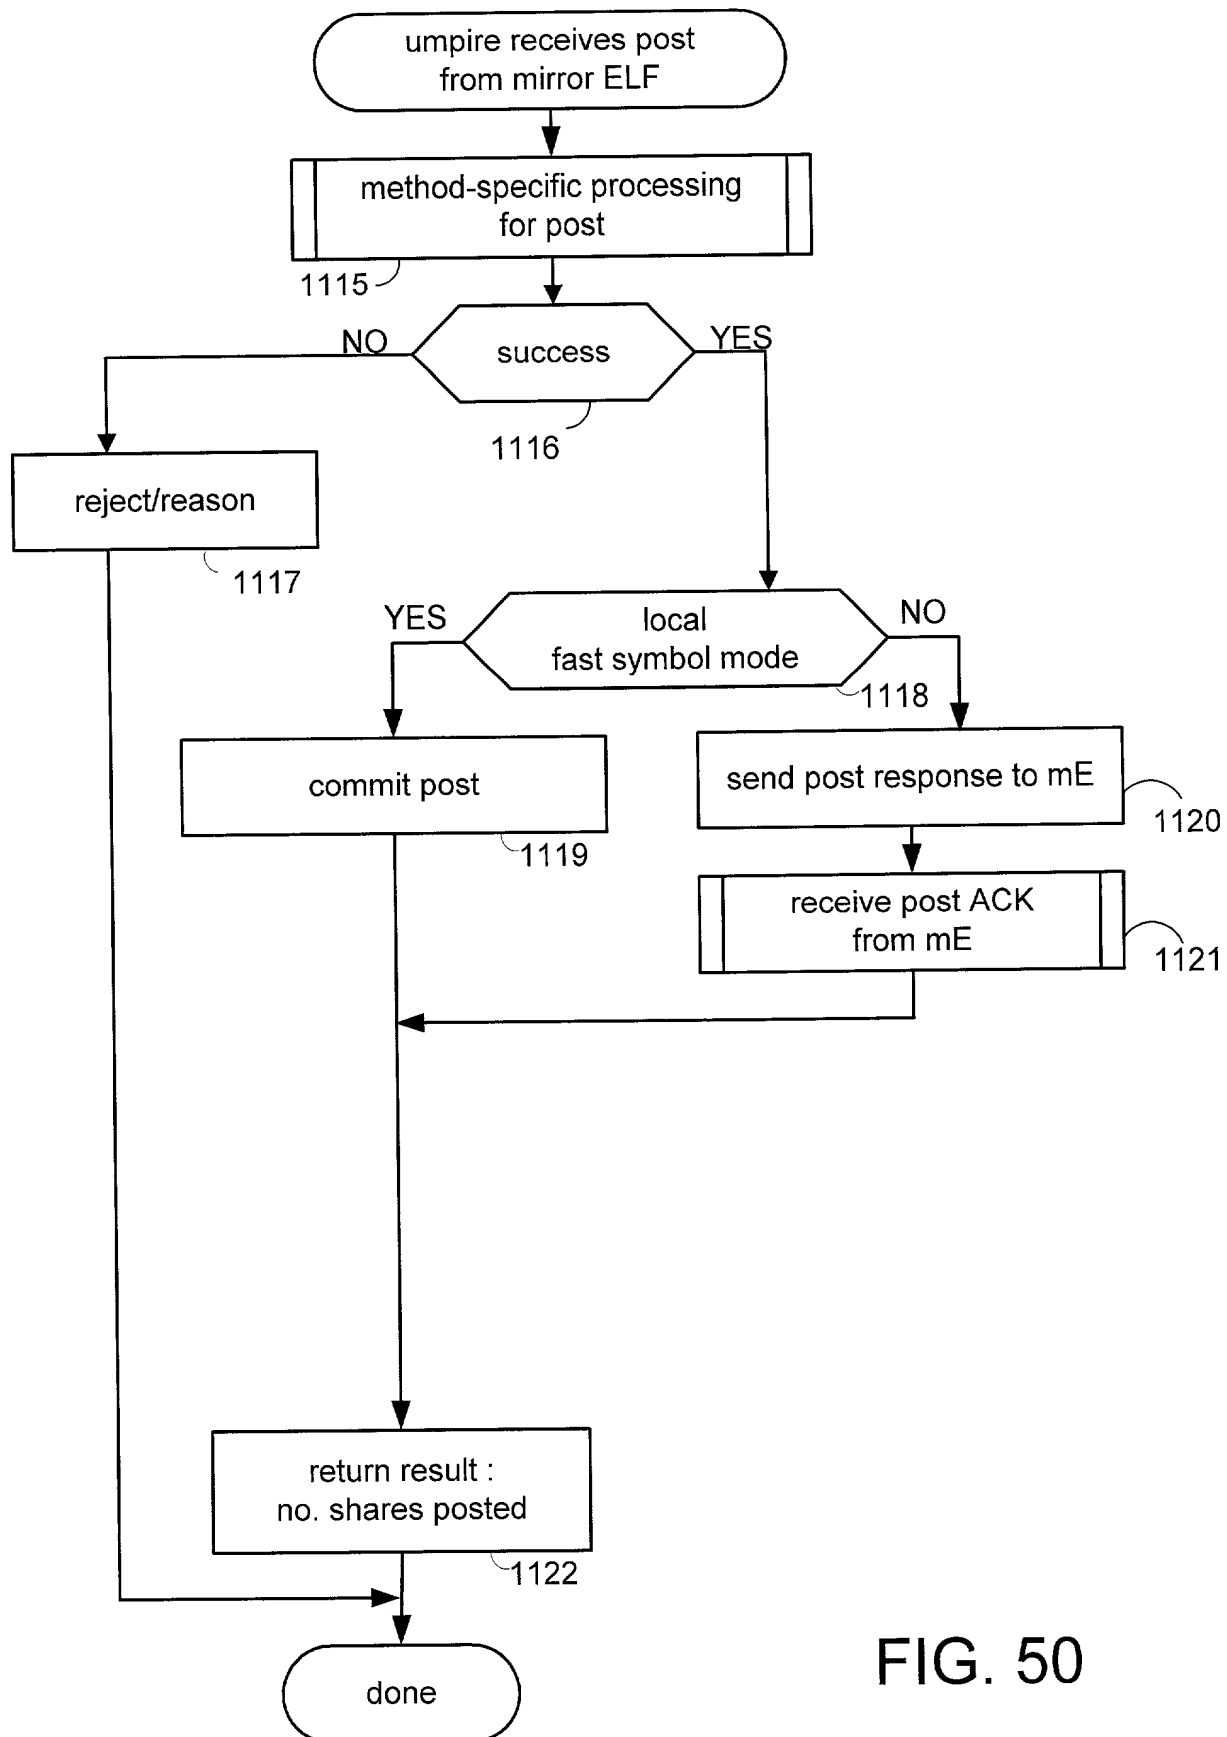 umpire receives post
from mirror ELF
method-specific processing
for post
1115
NO
YES
success
1116
reject/reason
1117
YES
NO
local
fast symbol mode
1118
commit post
1119
send post response to mE
1120
receive post ACK
from mE
1121
return result :
no. shares posted
1122
done
FIG. 50